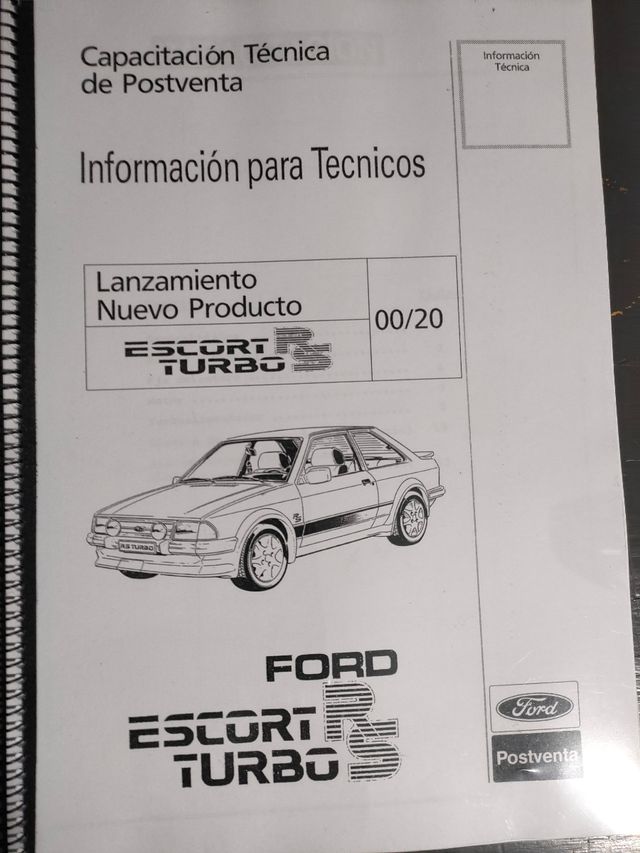 Capacitación Técnica
de Postventa
Información
Técnica
Información para Tecnicos
Lanzamiento
Nuevo Producto
00/20
ESCORT RS
TURBO
RS
RS TURBO
FORD
ESCORT RS
TURBO
Ford
Postventa